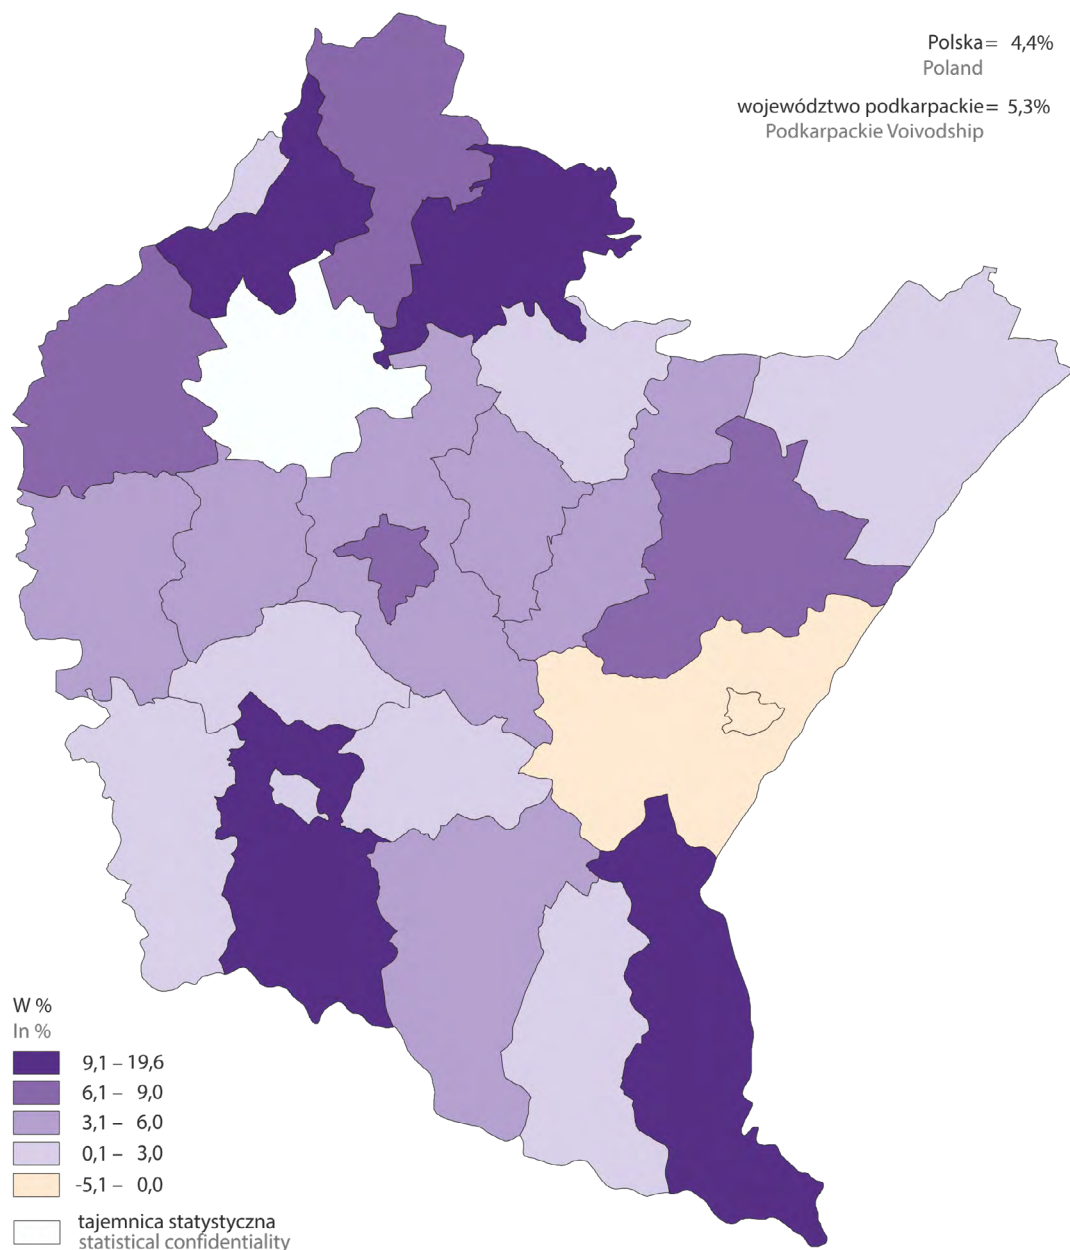 Polska = 4,4%
Poland
województwo podkarpackie = 5,3%
Podkarpackie Voivodship
W %
In %
9,1 – 19,6
6,1 – 9,0
3,1 – 6,0
0,1 – 3,0
-5,1 – 0,0
tajemnica statystyczna
statistical confidentiality